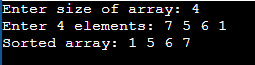 Enter size of array: 4
Enter 4 elements: 7 5 6 1
Sorted array: 1 5 6 7